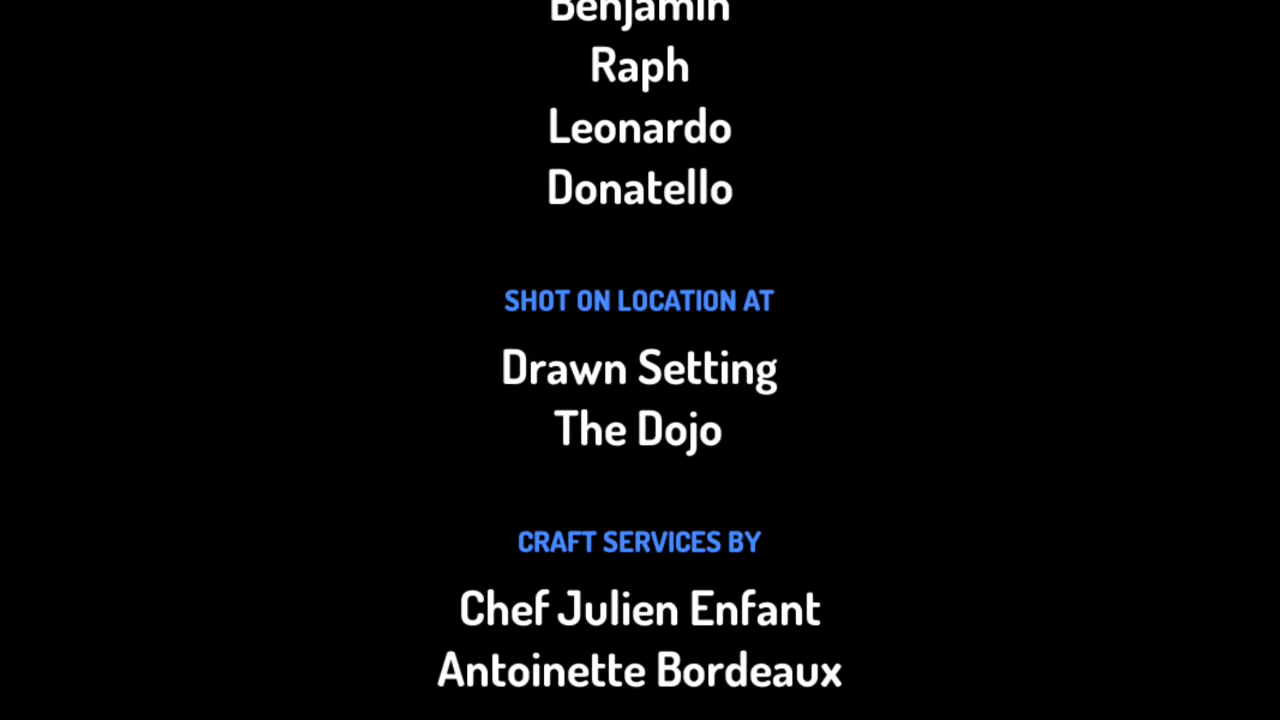 Benjamin
Raph
Leonardo
Donatello
SHOT ON LOCATION AT
Drawn Setting
The Dojo
CRAFT SERVICES BY
Chef Julien Enfant
Antoinette Bordeaux